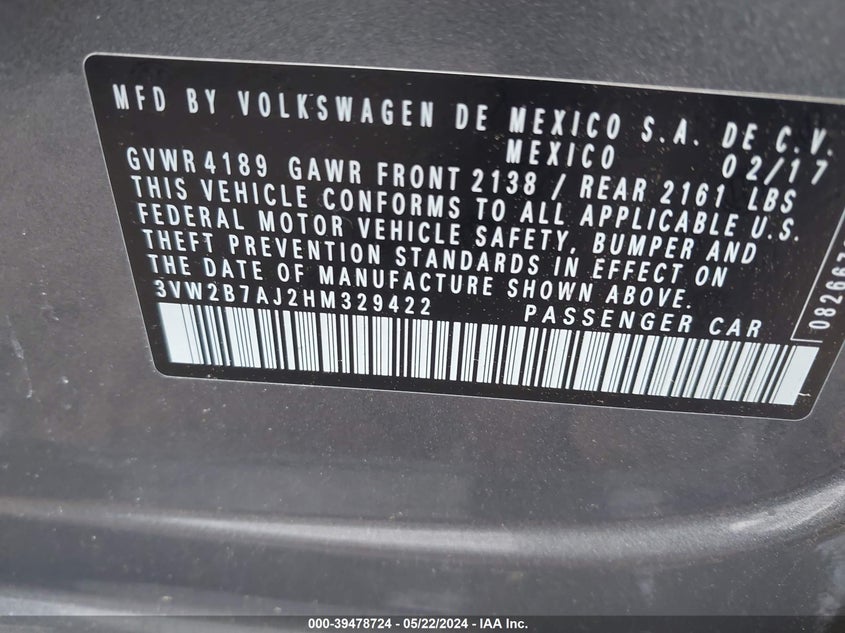 MFD BY VOLKSWAGEN DE MEXICO S.A. DE C.V.
MEXICO 02/17
GVWR 4189 GAWR FRONT 2138 / REAR 2161 LBS
THIS VEHICLE CONFORMS TO ALL APPLICABLE U.S.
FEDERAL MOTOR VEHICLE SAFETY, BUMPER AND
THEFT PREVENTION STANDARDS IN EFFECT ON
THE DATE OF MANUFACTURE SHOWN ABOVE.
3VW2B7AJ2HM329422 PASSENGER CAR
000-39478724 - 05/22/2024 - IAA Inc.